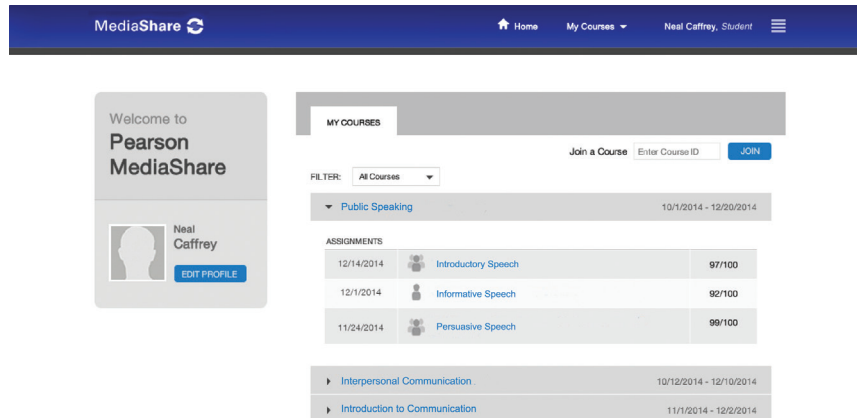 MediaShare
Home
My Courses
Neal Caffrey, Student
Welcome to
Pearson
MediaShare
Neal
Caffrey
EDIT PROFILE
MY COURSES
Join a Course Enter Course ID JOIN
FILTER: All Courses
Public Speaking 10/1/2014 - 12/20/2014
ASSIGNMENTS
12/14/2014 Introductory Speech 97/100
12/1/2014 Informative Speech 92/100
11/24/2014 Persuasive Speech 99/100
Interpersonal Communication 10/12/2014 - 12/10/2014
Introduction to Communication 11/1/2014 - 12/2/2014